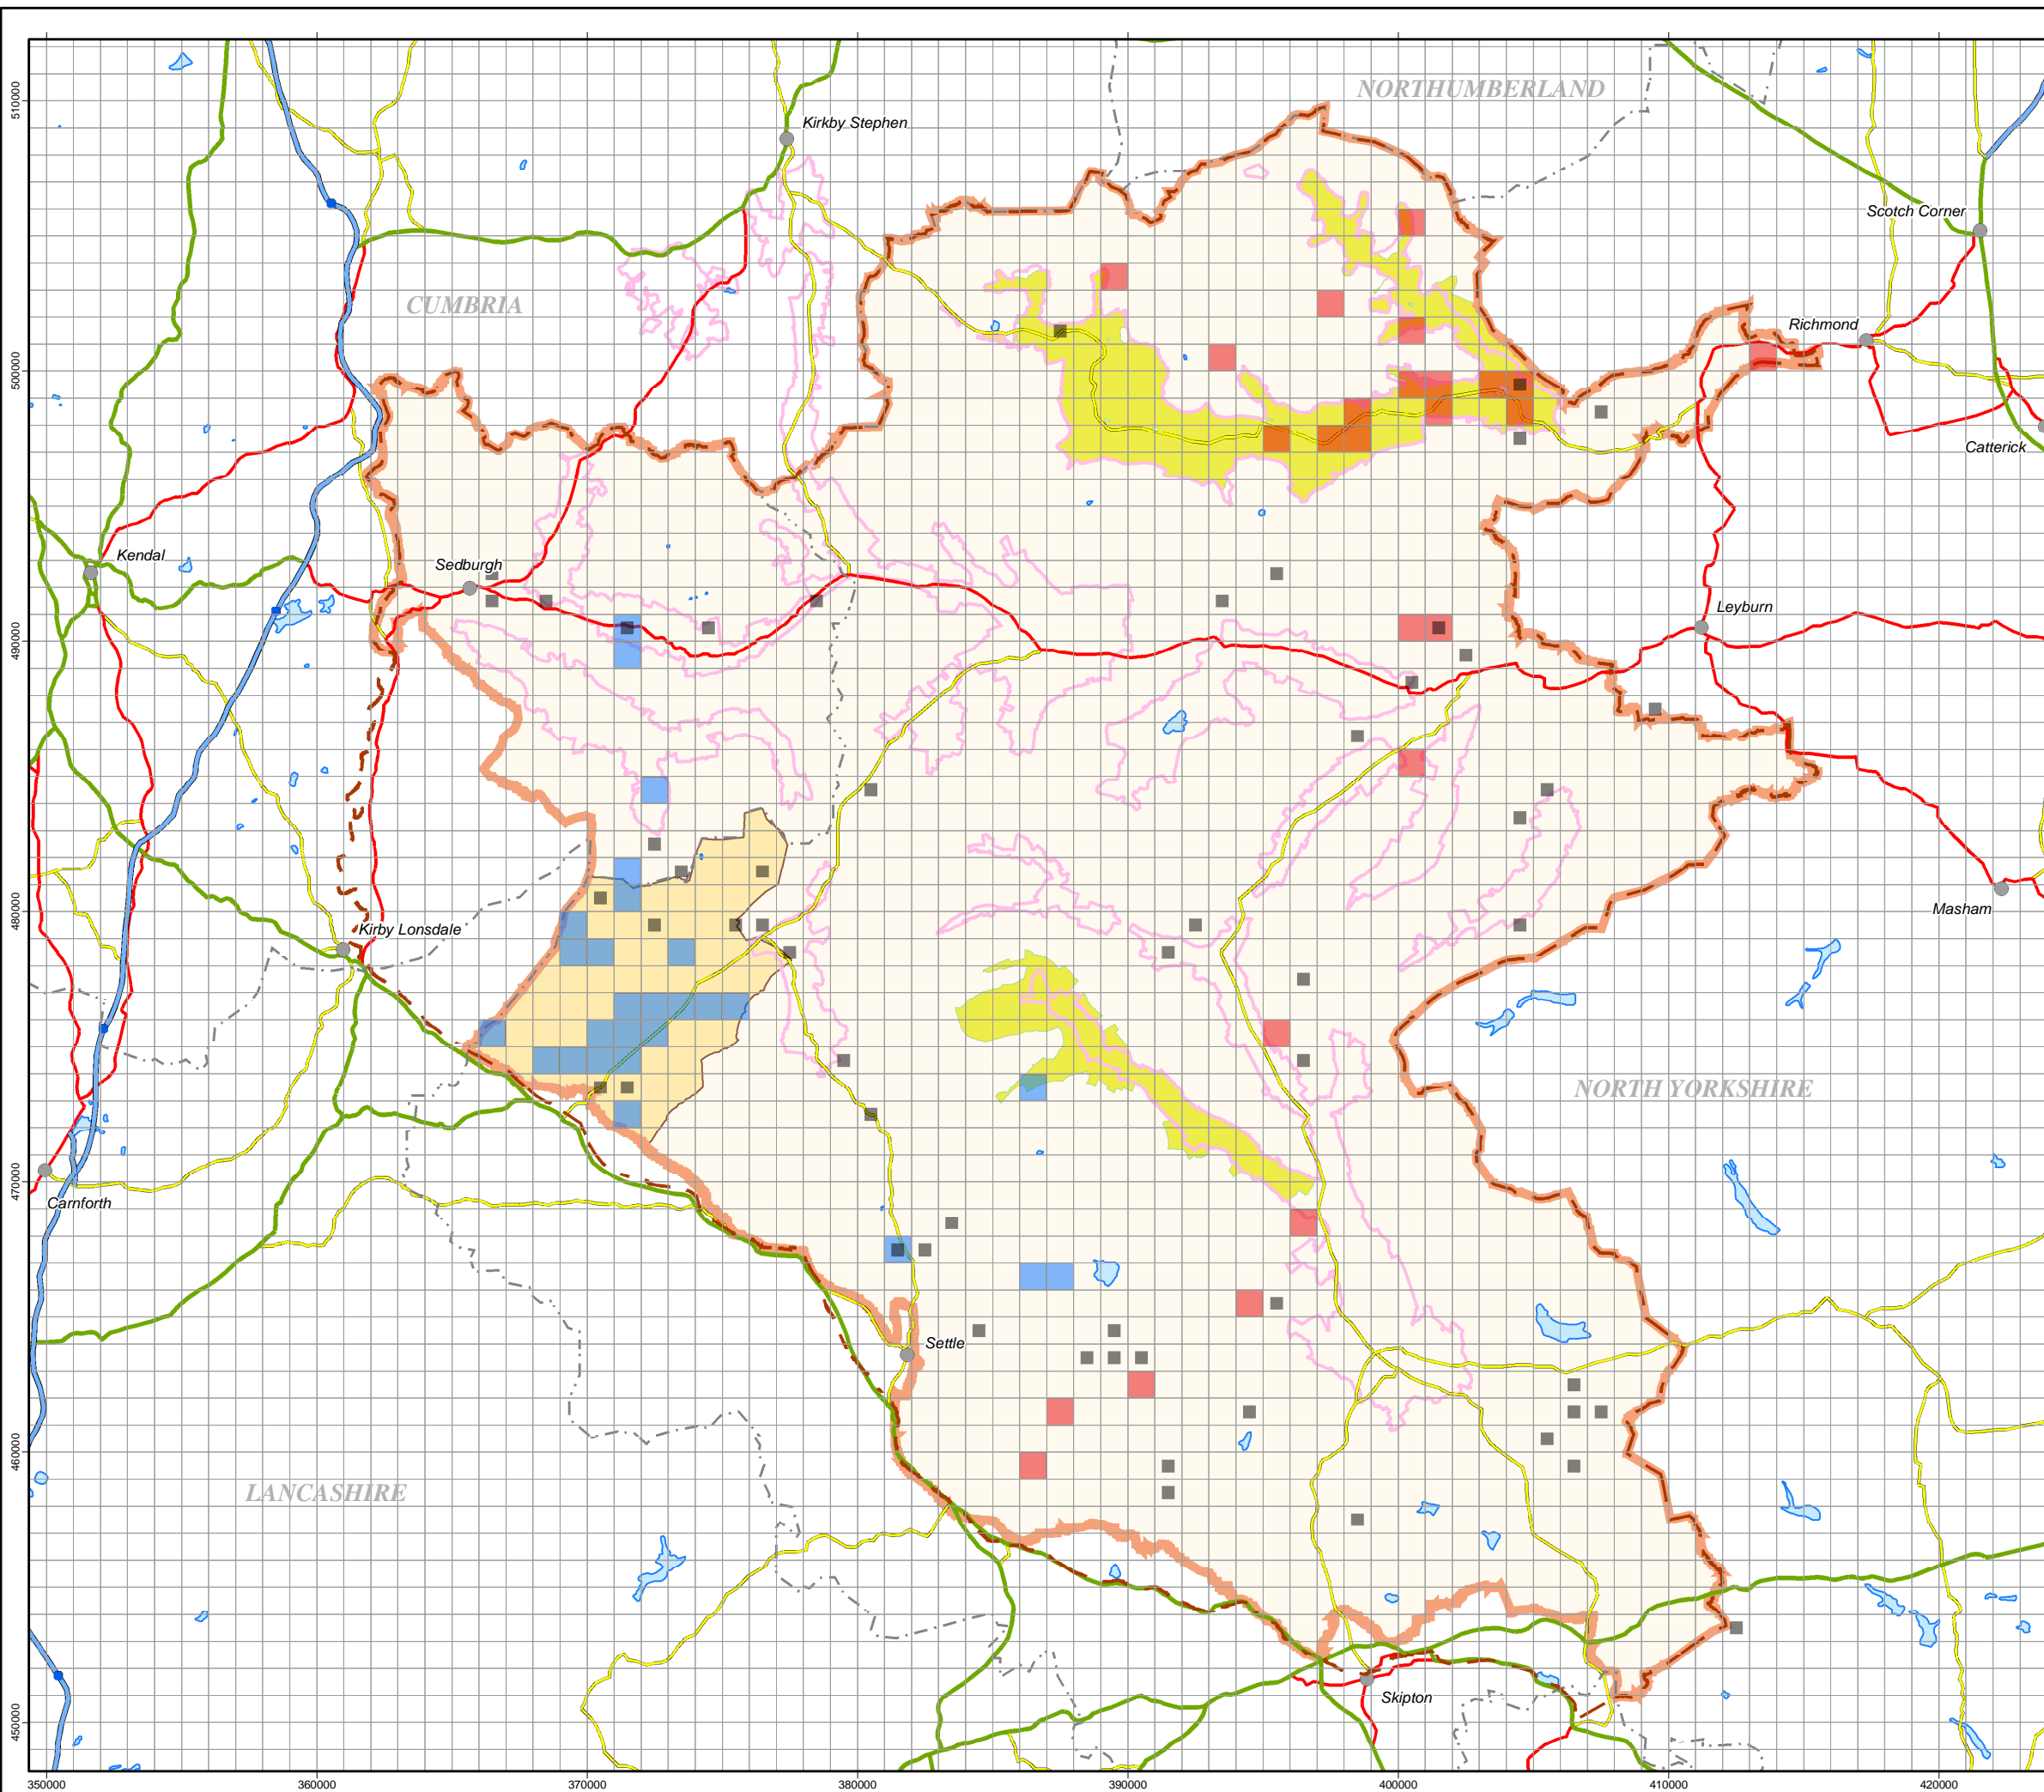 NORTHUMBERLAND
510000
Kirkby Stephen
Scotch Corner
CUMBRIA
Richmond
500000
Catterick
Kendal
Sedburgh
Leyburn
490000
480000
Masham
Kirby Lonsdale
NORTH YORKSHIRE
470000
Carnforth
Settle
460000
LANCASHIRE
Skipton
450000
350000 360000 370000 380000 390000 400000 410000 420000